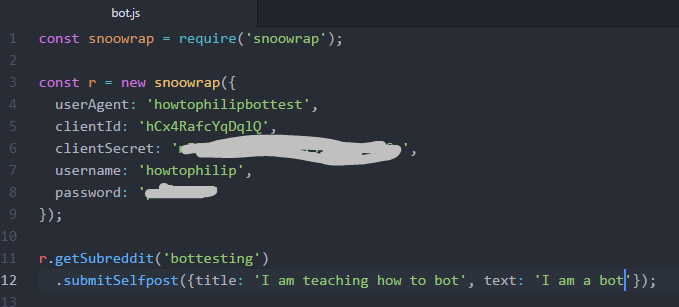 bot.js
1 const snoowrap = require('snoowrap');
2
3 const r = new snoowrap({
4 userAgent: 'howtophilipbottest',
5 clientId: 'hCx4RafcYqDqlQ',
6 clientSecret: '',
7 username: 'howtophilip',
8 password: '
9 });
10
11 r.getSubreddit('bottesting')
12 .submitSelfpost({title: 'I am teaching how to bot', text: 'I am a bot'});
13